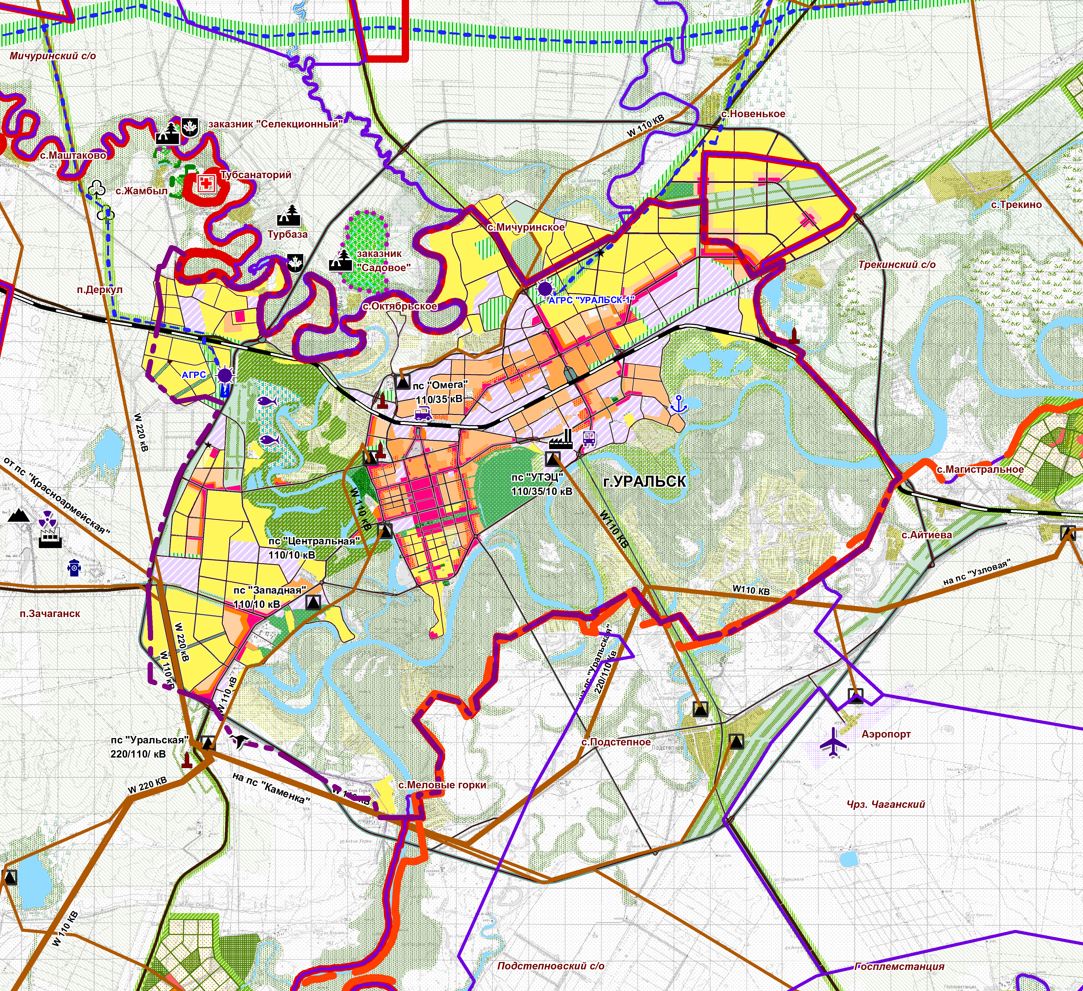 Мичуринский с/о
с.Новенькое
W 110 КВ
заказник "Селекционный"
с.Маштаково
Тубсанаторий
с.Жамбыл
с.Трекино
Турбаза
с.Мичуринское
заказник
"Садовое"
Трекинский с/о
п.Деркул
АГРС "УРАЛЬСК-1"
с.Октябрьское
АГРС
пс "Омега"
110/35 кВ
W 220 кВ
от пс "Красноармейская"
с.Магистральное
пс "УТЭЦ"
110/35/10 кВ
г.УРАЛЬСК
W 110 КВ
W110 КВ
пс "Центральная"
110/10 кВ
с.Айтиева
на пс "Узловая"
пс "Западная"
110/10 кВ
W110 КВ
п.Зачаганск
W 220 кВ
W 110 кВ
W 110 кВ
на пс "Уральская"
220/110/ кВ
пс "Уральская"
220/110/ кВ
с.Подстепное
Аэропорт
W 220 КВ
на пс "Каменка"
с.Меловые горки
Чрз. Чаганский
W 110 КВ
Подстепновский с/о
Госплемстанция